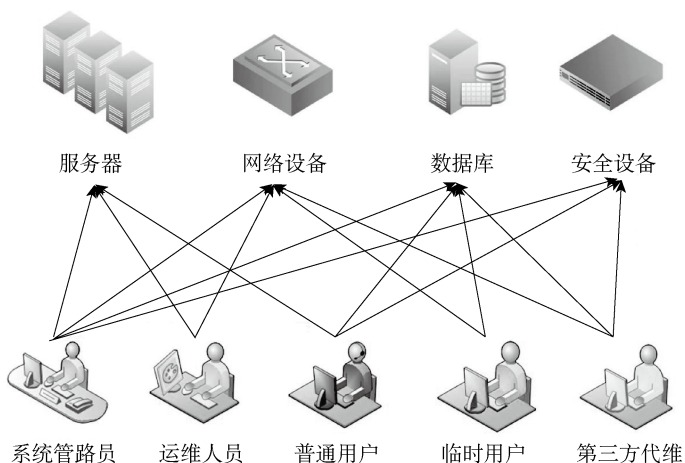 服务器
网络设备
数据库
安全设备
系统管路员
运维人员
普通用户
临时用户
第三方代维